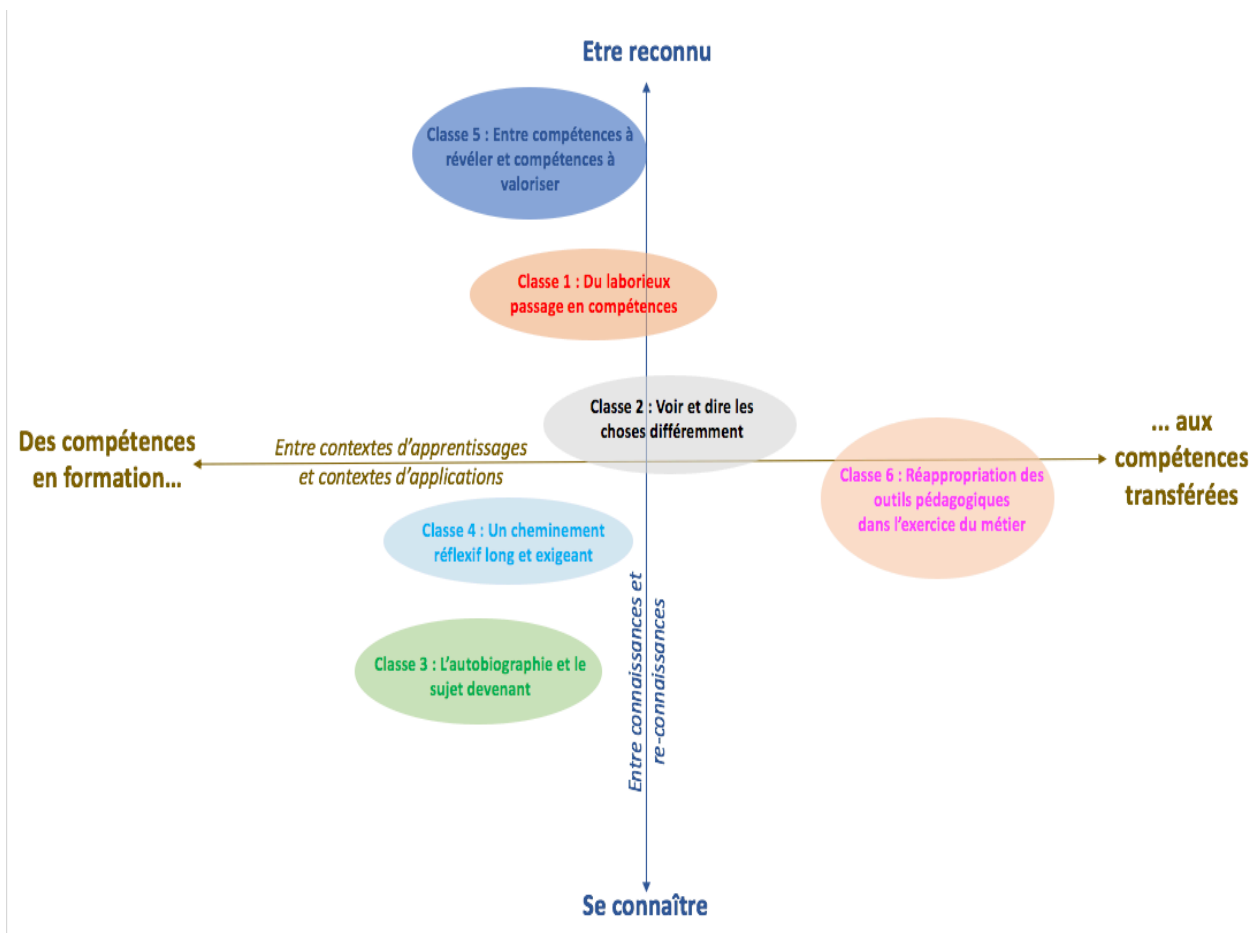 Etre reconnu
Classe 5 : Entre compétences à
révéler et compétences à
valoriser
Classe 1 : Du laborieux
passage en compétences
Classe 2 : Voir et dire les
choses différemment
Des compétences
en formation...
Entre contextes d'apprentissages
et contextes d'applications
... aux
compétences
transférées
Classe 6 : Réappropriation des
outils pédagogiques
dans l'exercice du métier
Classe 4 : Un cheminement
réflexif long et exigeant
Classe 3 : L'autobiographie et le
sujet devenant
Entre connaissances et
re-connaissances
Se connaître